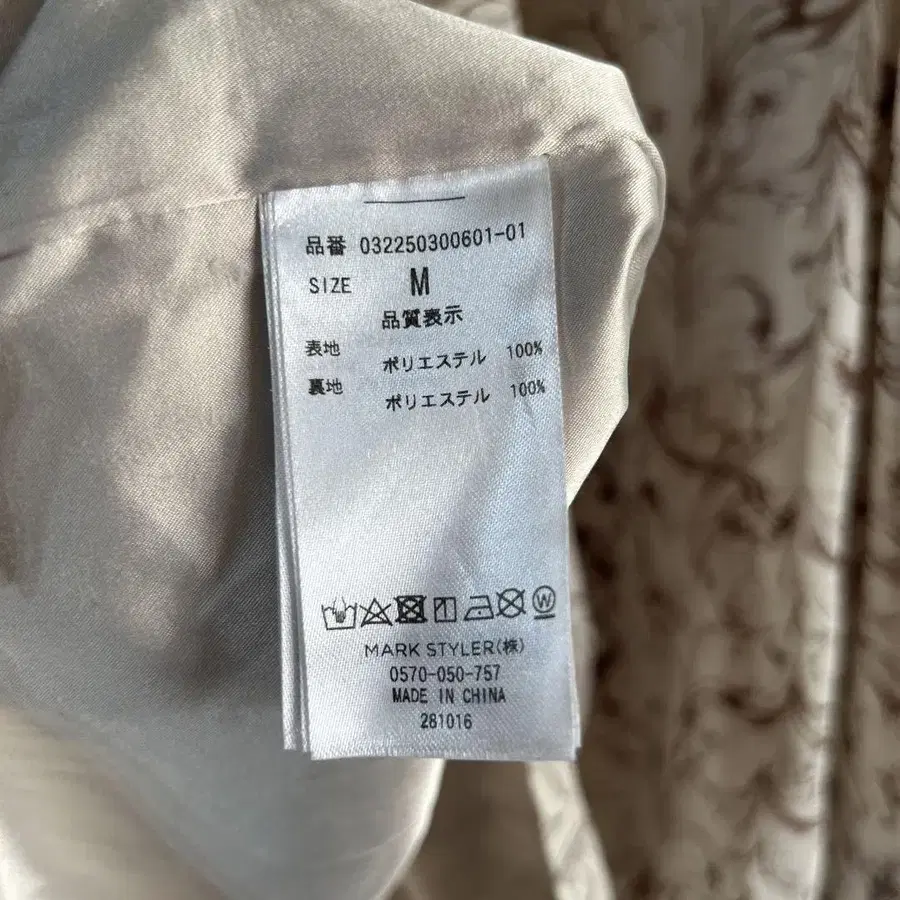 品番 032250300601-01
SIZE M
品質表示
表地 ポリエステル 100%
裏地 ポリエステル 100%
W
MARK STYLER(株)
0570-050-757
MADE IN CHINA
281016